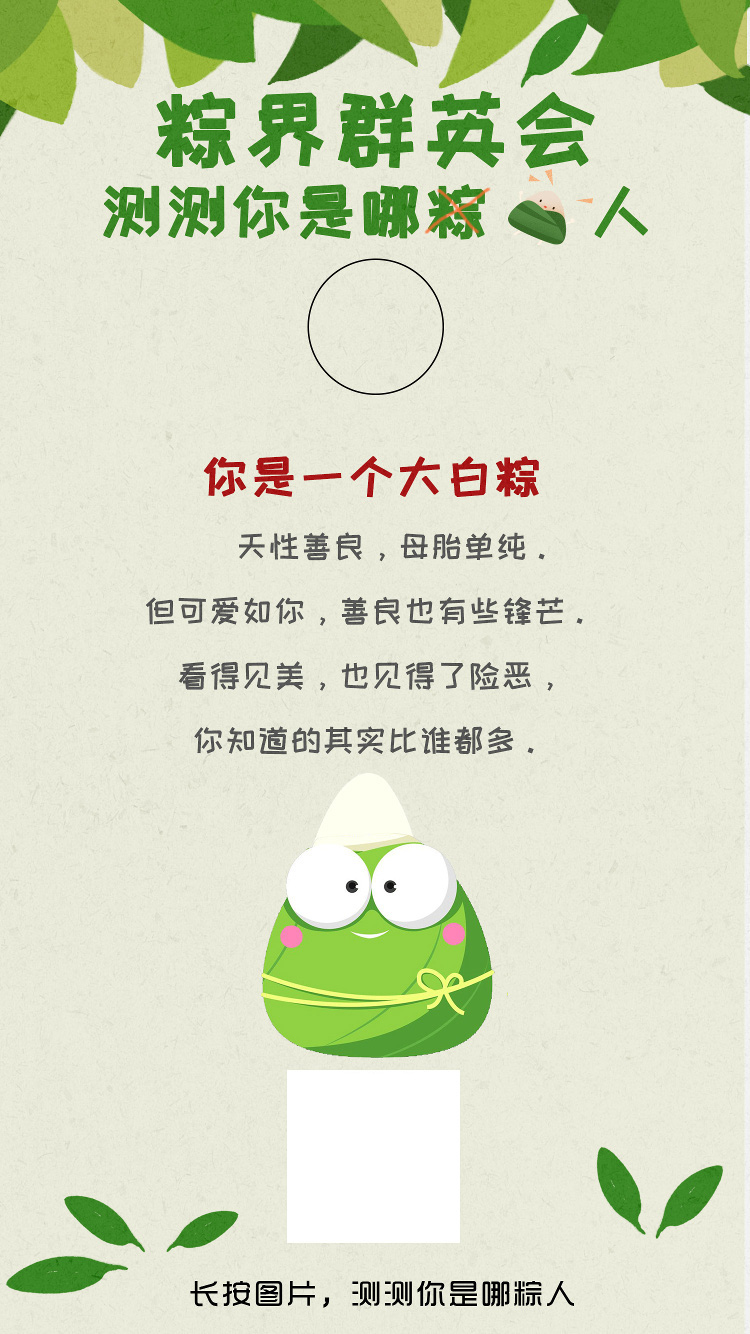 粽界群英会
测测你是哪粽人
你是一个大白粽
天性善良，母胎单纯．
但可爱如你，善良也有些锋芒．
看得见美，也见得了险恶，
你知道的其实比谁都多．
长按图片，测测你是哪粽人